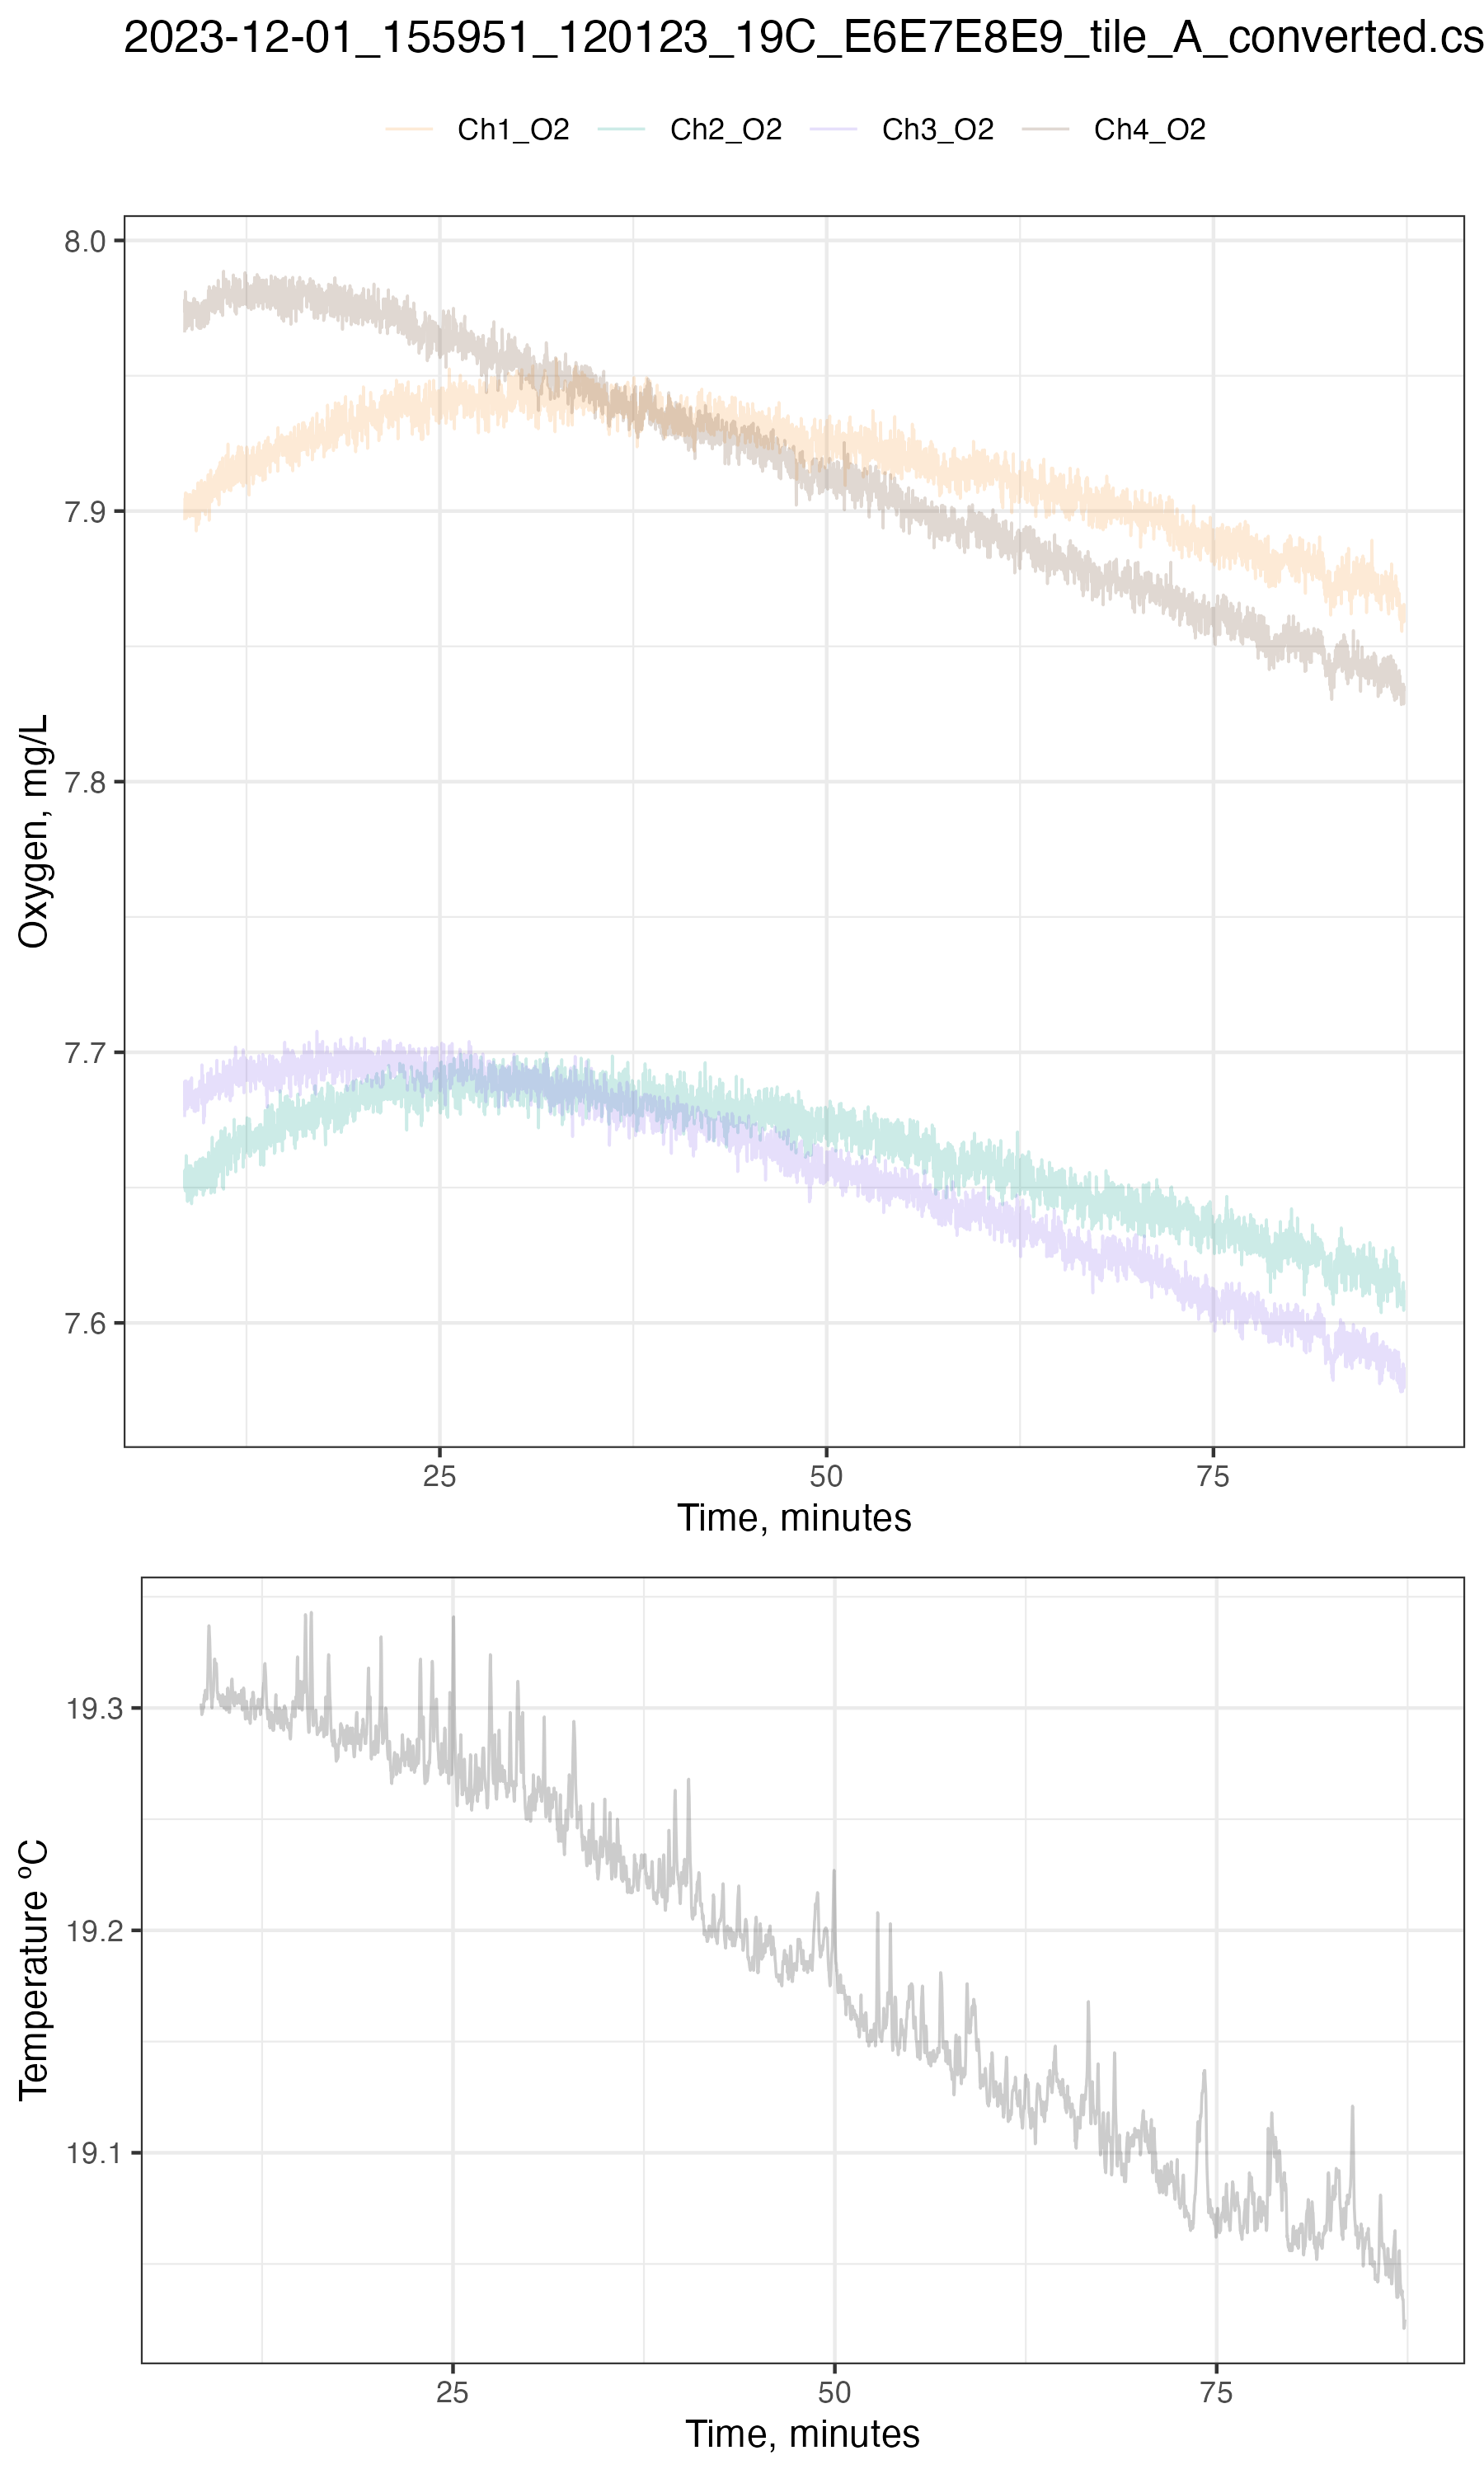 2023-12-01_155951_120123_19C_E6E7E8E9_tile_A_converted.cs
Ch1_O2 Ch2_O2 Ch3_O2 Ch4_O2
8.0
7.9
7.8
7.7
7.6
Oxygen, mg/L
25 50 75
Time, minutes
19.3
19.2
19.1
Temperature ºC
25 50 75
Time, minutes